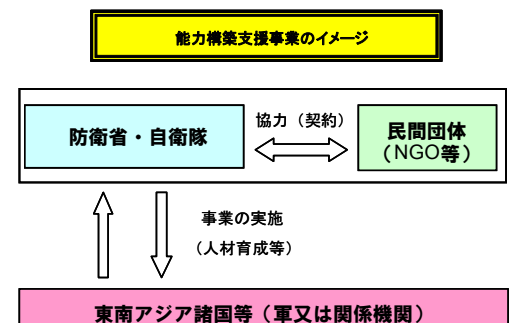 能力構築支援事業のイメージ
防衛省・自衛隊
協力（契約）
民間団体
（NGO等）
事業の実施
（人材育成等）
東南アジア諸国等（軍又は関係機関）